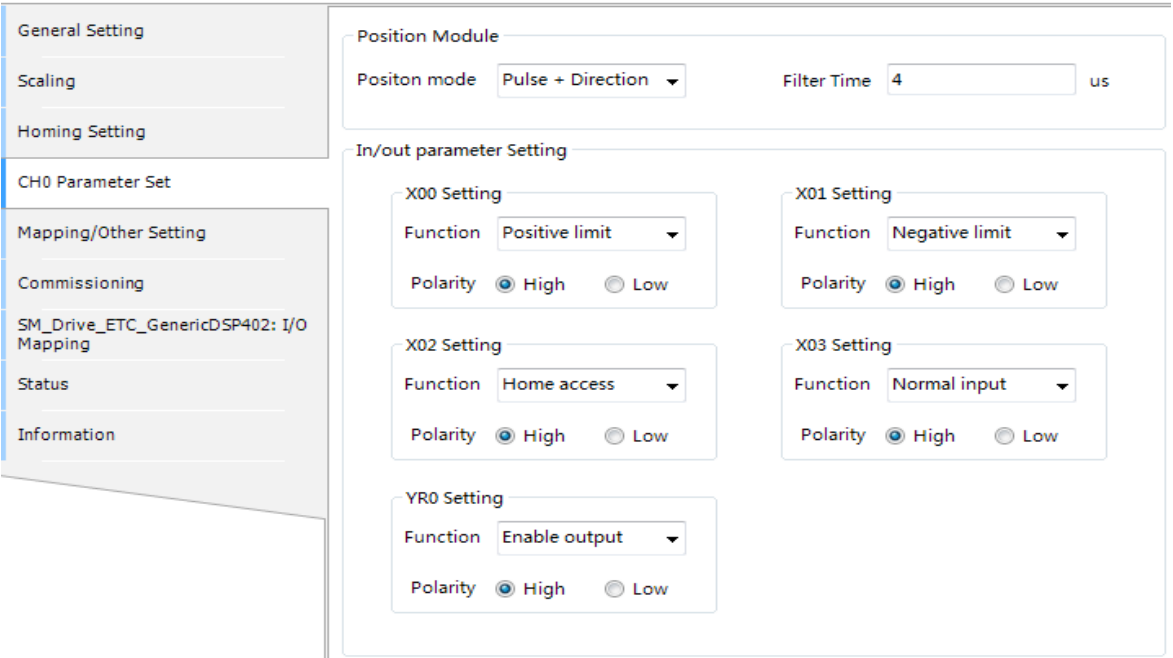 General Setting
Scaling
Homing Setting
CH0 Parameter Set
Mapping/Other Setting
Commissioning
SM_Drive_ETC_GenericDSP402: I/O
Mapping
Status
Information
Position Module
Positon mode Pulse + Direction Filter Time 4 us
In/out parameter Setting
X00 Setting
Function Positive limit
Polarity High Low
X01 Setting
Function Negative limit
Polarity High Low
X02 Setting
Function Home access
Polarity High Low
X03 Setting
Function Normal input
Polarity High Low
YR0 Setting
Function Enable output
Polarity High Low